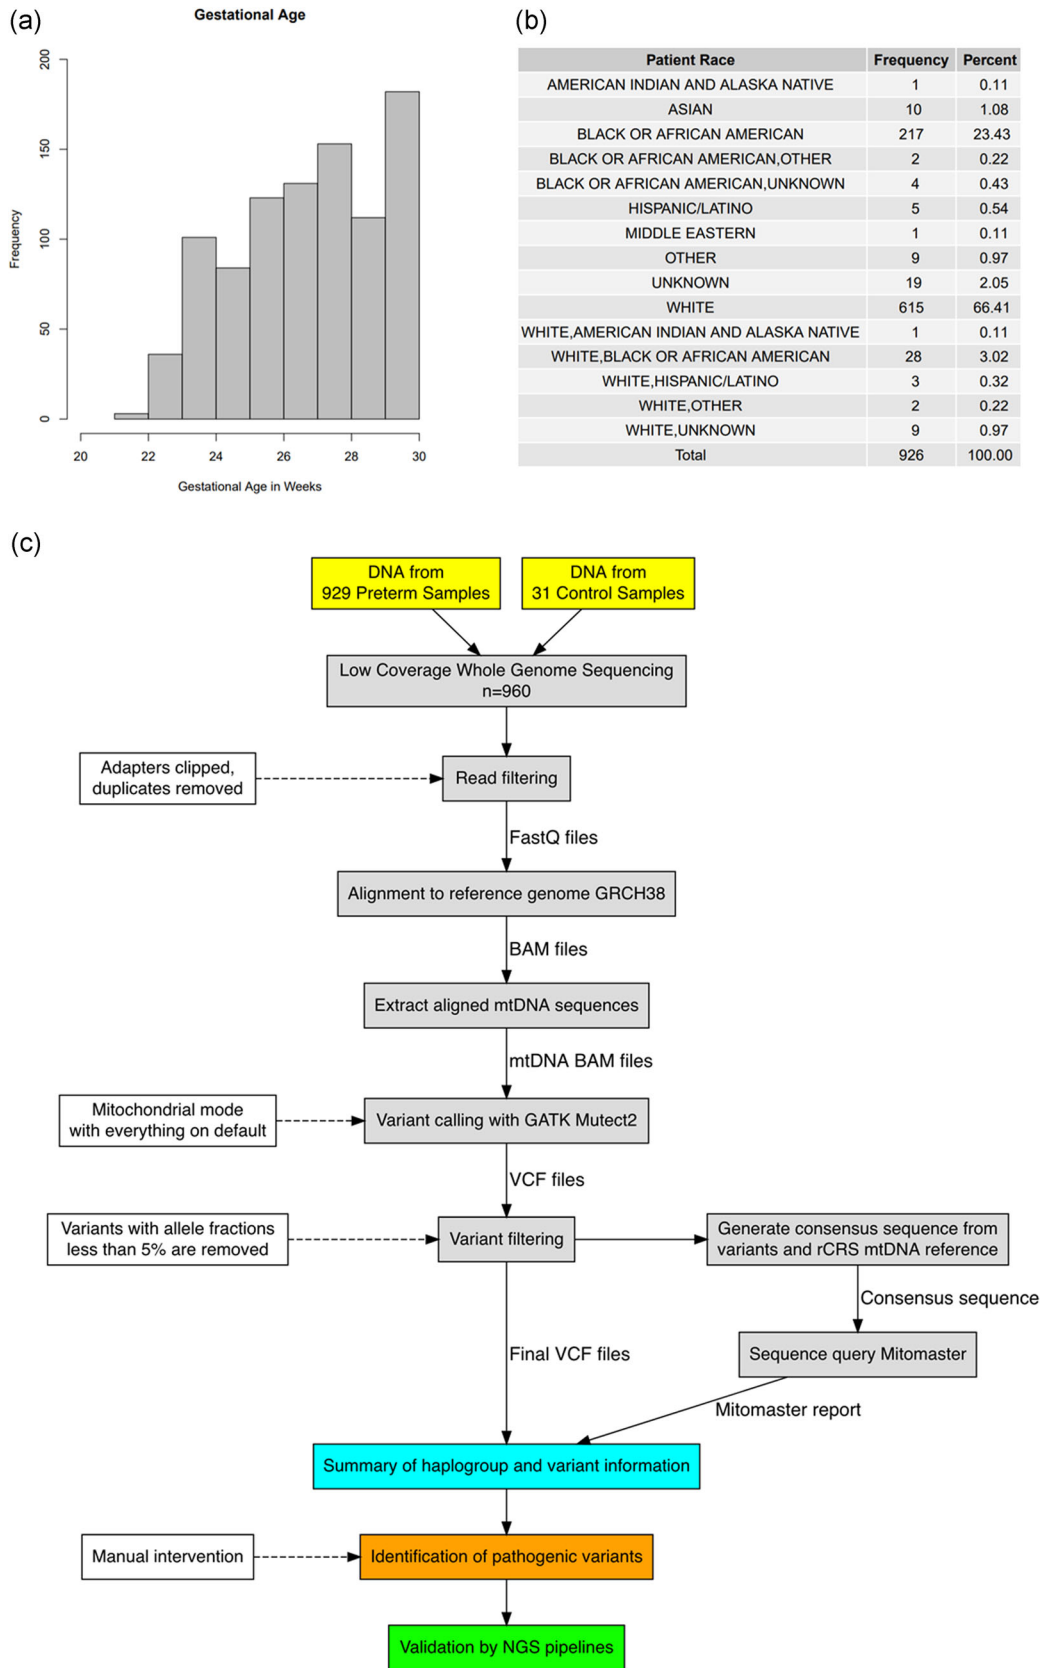 (a)
Gestational Age
200
150
100
50
0
Frequency
20 22 24 26 28 30
Gestational Age in Weeks
(b)
Patient Race Frequency Percent
AMERICAN INDIAN AND ALASKA NATIVE 1 0.11
ASIAN 10 1.08
BLACK OR AFRICAN AMERICAN 217 23.43
BLACK OR AFRICAN AMERICAN,OTHER 2 0.22
BLACK OR AFRICAN AMERICAN,UNKNOWN 4 0.43
HISPANIC/LATINO 5 0.54
MIDDLE EASTERN 1 0.11
OTHER 9 0.97
UNKNOWN 19 2.05
WHITE 615 66.41
WHITE,AMERICAN INDIAN AND ALASKA NATIVE 1 0.11
WHITE,BLACK OR AFRICAN AMERICAN 28 3.02
WHITE,HISPANIC/LATINO 3 0.32
WHITE,OTHER 2 0.22
WHITE,UNKNOWN 9 0.97
Total 926 100.00
(c)
DNA from
929 Preterm Samples
DNA from
31 Control Samples
Low Coverage Whole Genome Sequencing
n=960
Adapters clipped,
duplicates removed
Read filtering
FastQ files
Alignment to reference genome GRCH38
BAM files
Extract aligned mtDNA sequences
mtDNA BAM files
Mitochondrial mode
with everything on default
Variant calling with GATK Mutect2
VCF files
Variants with allele fractions
less than 5% are removed
Variant filtering
Generate consensus sequence from
variants and rCRS mtDNA reference
Consensus sequence
Final VCF files
Sequence query Mitomaster
Mitomaster report
Summary of haplogroup and variant information
Manual intervention
Identification of pathogenic variants
Validation by NGS pipelines